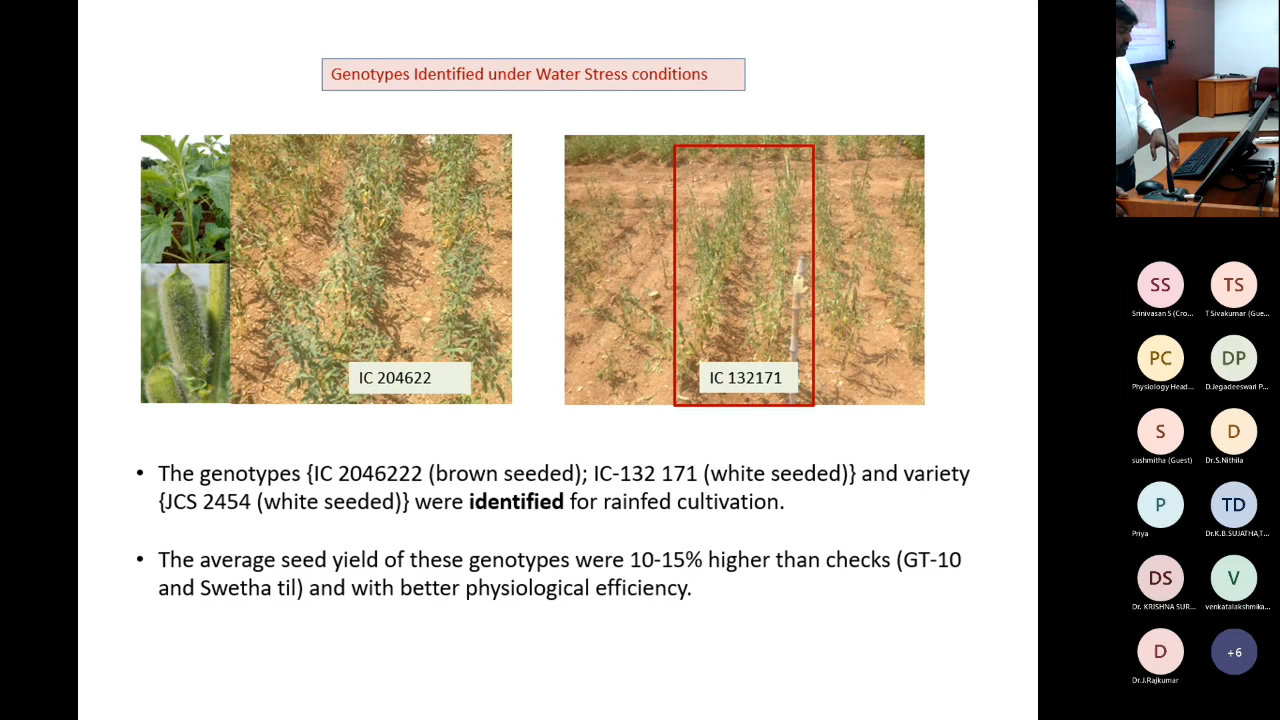 Genotypes Identified under Water Stress conditions
IC 204622
IC 132171
• The genotypes {IC 2046222 (brown seeded); IC-132 171 (white seeded)} and variety
{JCS 2454 (white seeded)} were identified for rainfed cultivation.
• The average seed yield of these genotypes were 10-15% higher than checks (GT-10
and Swetha til) and with better physiological efficiency.
SS
TS
Srinivasan S (Cro...
T Sivakumar (Gue...
PC
DP
Physiology Head...
D.Jegadeeswari P...
S
D
sushmitha (Guest)
Dr.S.Nithila
P
TD
Priya
Dr.K.B.SUJATHA,T...
DS
V
Dr. KRISHNA SUR...
venkatalakshmika...
D
+6
Dr.J.Rajkumar